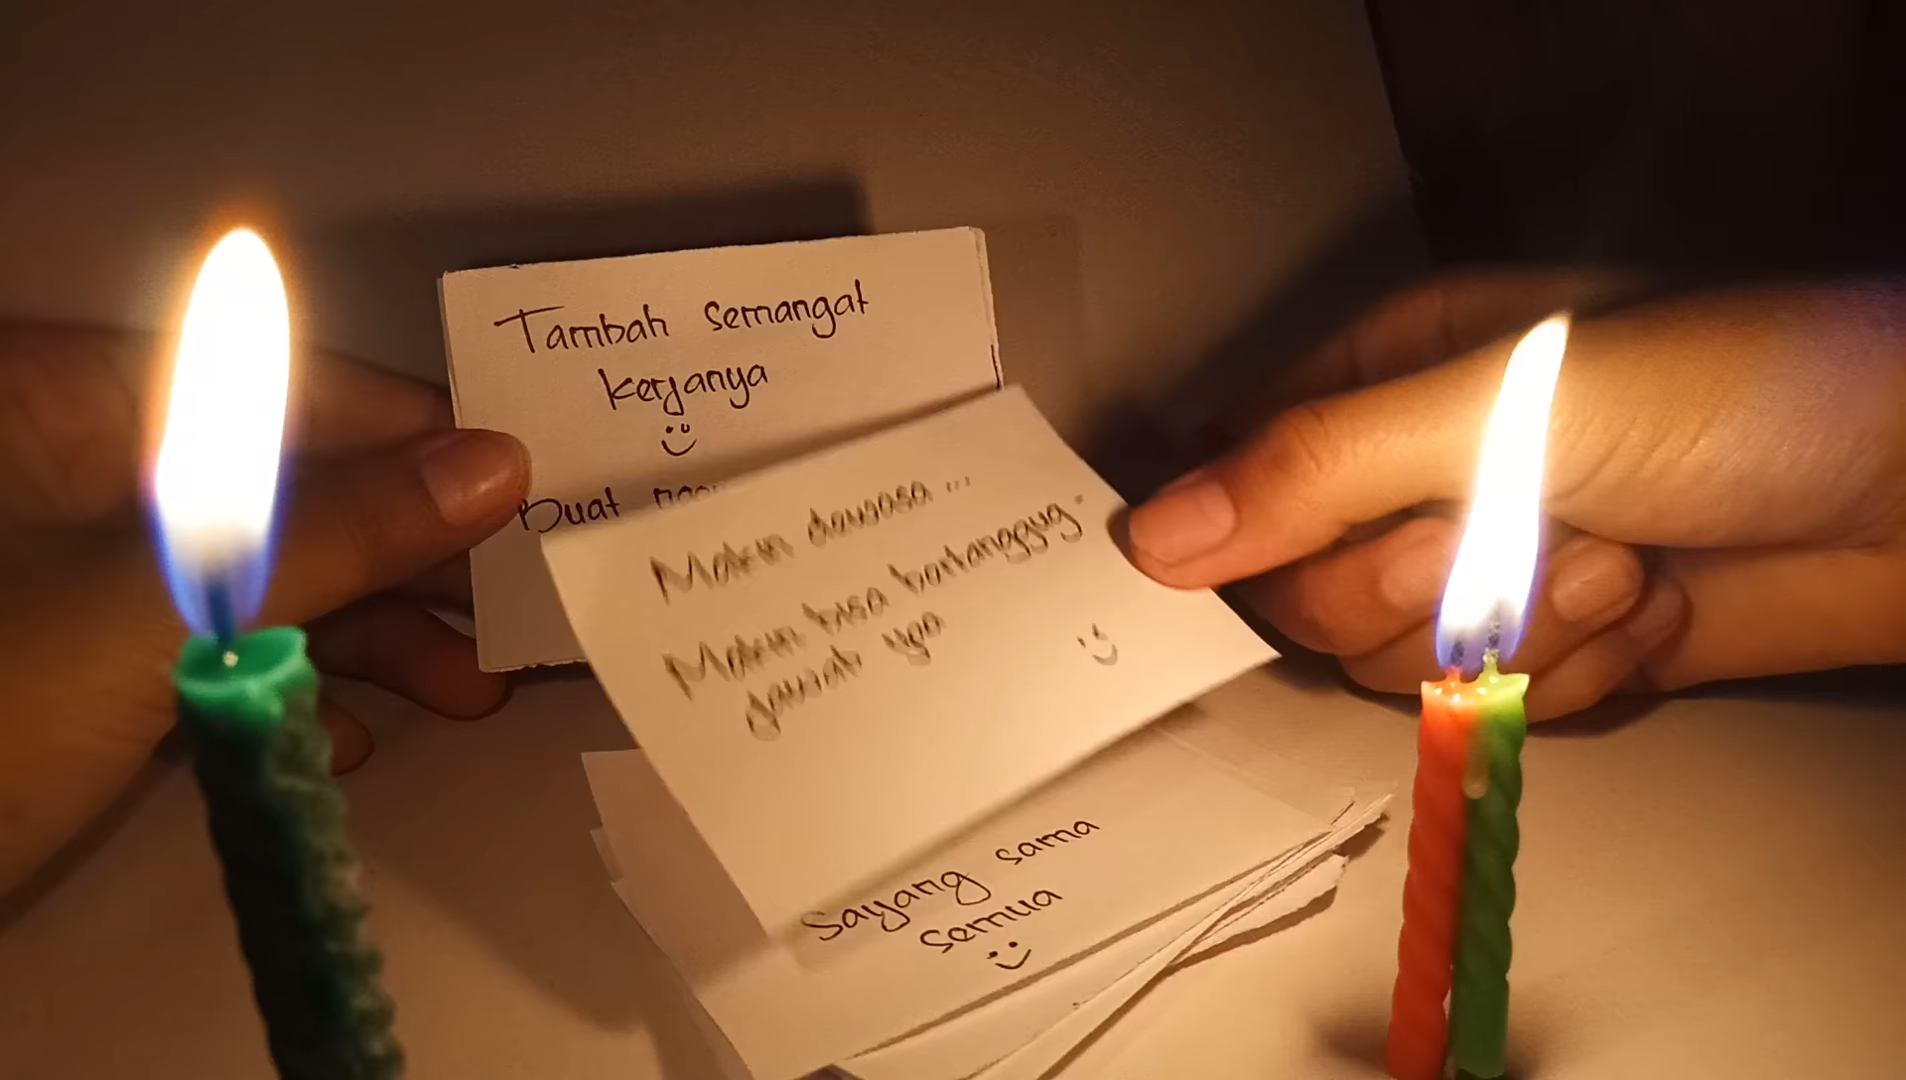 Tambah semangat
kerjanya
Buat
Makin dewasa ...
Makin bisa bertanggung-
jawab ya
Sayang sama
semua